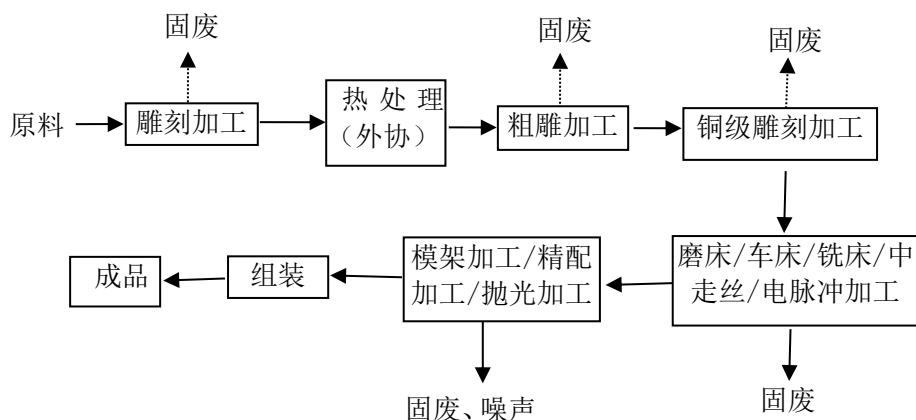 固废
固废
固废
原料
雕刻加工
热处理
（外协）
粗雕加工
铜级雕刻加工
成品
组装
模架加工/精配
加工/抛光加工
磨床/车床/铣床/中
走丝/电脉冲加工
固废、噪声
固废